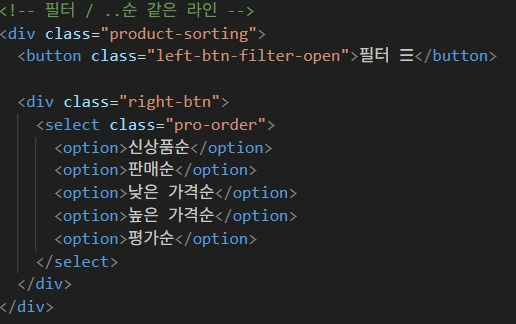 <!-- 필터 / ..순 같은 라인 -->
<div class="product-sorting">
<button class="left-btn-filter-open">필터 ☰</button>
<div class="right-btn">
<select class="pro-order">
<option>신상품순</option>
<option>판매순</option>
<option>낮은 가격순</option>
<option>높은 가격순</option>
<option>평가순</option>
</select>
</div>
</div>